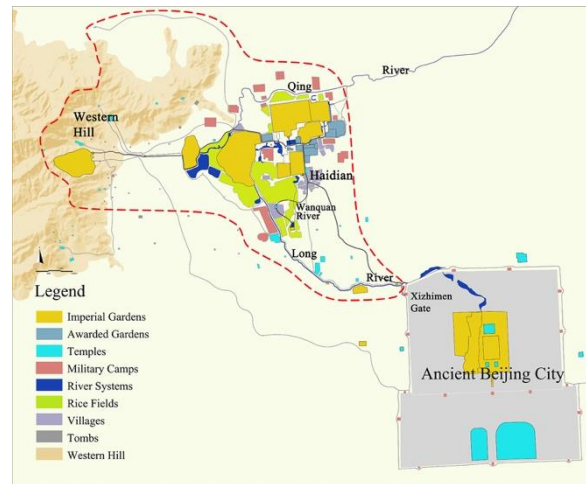 Qing
River
Western
Hill
Haidian
Wanquan
River
Long
River
Xizhimen
Gate
Ancient Beijing City
Legend
Imperial Gardens
Awarded Gardens
Temples
Military Camps
River Systems
Rice Fields
Villages
Tombs
Western Hill